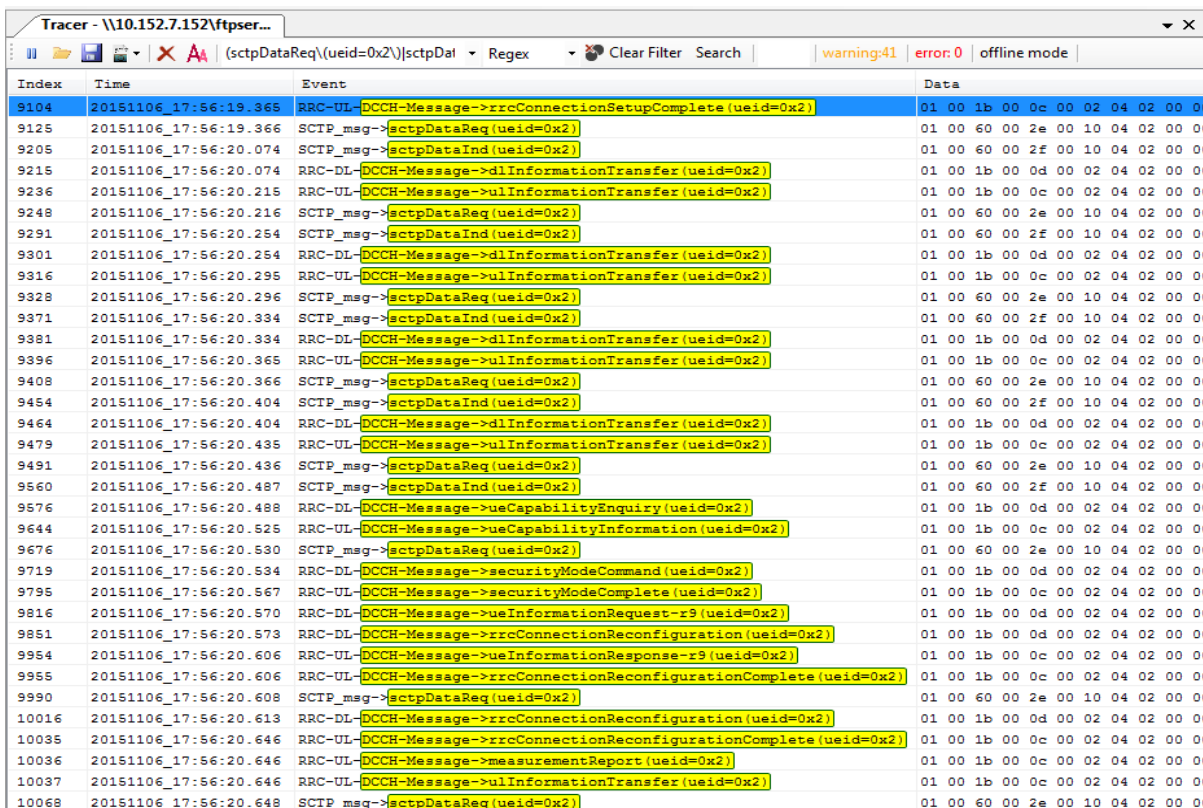 Tracer - \\10.152.7.152\ftpser...
(sctpDataReq\(ueid=0x2\)|sctpDat Regex Clear Filter Search warning:41 error: 0 offline mode
Index Time Event Data
9104 20151106_17:56:19.365 RRC-UL-DCCH-Message->rrcConnectionSetupComplete(ueid=0x2) 01 00 1b 00 0c 00 02 04 02 00 0
9125 20151106_17:56:19.366 SCTP_msg->sctpDataReq(ueid=0x2) 01 00 60 00 2e 00 10 04 02 00 0
9205 20151106_17:56:20.074 SCTP_msg->sctpDataInd(ueid=0x2) 01 00 60 00 2f 00 10 04 02 00 0
9215 20151106_17:56:20.074 RRC-DL-DCCH-Message->dlInformationTransfer(ueid=0x2) 01 00 1b 00 0d 00 02 04 02 00 0
9236 20151106_17:56:20.215 RRC-UL-DCCH-Message->ulInformationTransfer(ueid=0x2) 01 00 1b 00 0c 00 02 04 02 00 0
9248 20151106_17:56:20.216 SCTP_msg->sctpDataReq(ueid=0x2) 01 00 60 00 2e 00 10 04 02 00 0
9291 20151106_17:56:20.254 SCTP_msg->sctpDataInd(ueid=0x2) 01 00 60 00 2f 00 10 04 02 00 0
9301 20151106_17:56:20.254 RRC-DL-DCCH-Message->dlInformationTransfer(ueid=0x2) 01 00 1b 00 0d 00 02 04 02 00 0
9316 20151106_17:56:20.295 RRC-UL-DCCH-Message->ulInformationTransfer(ueid=0x2) 01 00 1b 00 0c 00 02 04 02 00 0
9328 20151106_17:56:20.296 SCTP_msg->sctpDataReq(ueid=0x2) 01 00 60 00 2e 00 10 04 02 00 0
9371 20151106_17:56:20.334 SCTP_msg->sctpDataInd(ueid=0x2) 01 00 60 00 2f 00 10 04 02 00 0
9381 20151106_17:56:20.334 RRC-DL-DCCH-Message->dlInformationTransfer(ueid=0x2) 01 00 1b 00 0d 00 02 04 02 00 0
9396 20151106_17:56:20.365 RRC-UL-DCCH-Message->ulInformationTransfer(ueid=0x2) 01 00 1b 00 0c 00 02 04 02 00 0
9408 20151106_17:56:20.366 SCTP_msg->sctpDataReq(ueid=0x2) 01 00 60 00 2e 00 10 04 02 00 0
9454 20151106_17:56:20.404 SCTP_msg->sctpDataInd(ueid=0x2) 01 00 60 00 2f 00 10 04 02 00 0
9464 20151106_17:56:20.404 RRC-DL-DCCH-Message->dlInformationTransfer(ueid=0x2) 01 00 1b 00 0d 00 02 04 02 00 0
9479 20151106_17:56:20.435 RRC-UL-DCCH-Message->ulInformationTransfer(ueid=0x2) 01 00 1b 00 0c 00 02 04 02 00 0
9491 20151106_17:56:20.436 SCTP_msg->sctpDataReq(ueid=0x2) 01 00 60 00 2e 00 10 04 02 00 0
9560 20151106_17:56:20.487 SCTP_msg->sctpDataInd(ueid=0x2) 01 00 60 00 2f 00 10 04 02 00 0
9576 20151106_17:56:20.488 RRC-DL-DCCH-Message->ueCapabilityEnquiry(ueid=0x2) 01 00 1b 00 0d 00 02 04 02 00 0
9644 20151106_17:56:20.525 RRC-UL-DCCH-Message->ueCapabilityInformation(ueid=0x2) 01 00 1b 00 0c 00 02 04 02 00 0
9676 20151106_17:56:20.530 SCTP_msg->sctpDataReq(ueid=0x2) 01 00 60 00 2e 00 10 04 02 00 0
9719 20151106_17:56:20.534 RRC-DL-DCCH-Message->securityModeCommand(ueid=0x2) 01 00 1b 00 0d 00 02 04 02 00 0
9795 20151106_17:56:20.567 RRC-UL-DCCH-Message->securityModeComplete(ueid=0x2) 01 00 1b 00 0c 00 02 04 02 00 0
9816 20151106_17:56:20.570 RRC-DL-DCCH-Message->ueInformationRequest-r9(ueid=0x2) 01 00 1b 00 0d 00 02 04 02 00 0
9851 20151106_17:56:20.573 RRC-DL-DCCH-Message->rrcConnectionReconfiguration(ueid=0x2) 01 00 1b 00 0d 00 02 04 02 00 0
9954 20151106_17:56:20.606 RRC-UL-DCCH-Message->ueInformationResponse-r9(ueid=0x2) 01 00 1b 00 0c 00 02 04 02 00 0
9955 20151106_17:56:20.606 RRC-UL-DCCH-Message->rrcConnectionReconfigurationComplete(ueid=0x2) 01 00 1b 00 0c 00 02 04 02 00 0
9990 20151106_17:56:20.608 SCTP_msg->sctpDataReq(ueid=0x2) 01 00 60 00 2e 00 10 04 02 00 0
10016 20151106_17:56:20.613 RRC-DL-DCCH-Message->rrcConnectionReconfiguration(ueid=0x2) 01 00 1b 00 0d 00 02 04 02 00 0
10035 20151106_17:56:20.646 RRC-UL-DCCH-Message->rrcConnectionReconfigurationComplete(ueid=0x2) 01 00 1b 00 0c 00 02 04 02 00 0
10036 20151106_17:56:20.646 RRC-UL-DCCH-Message->measurementReport(ueid=0x2) 01 00 1b 00 0c 00 02 04 02 00 0
10037 20151106_17:56:20.646 RRC-UL-DCCH-Message->ulInformationTransfer(ueid=0x2) 01 00 1b 00 0c 00 02 04 02 00 0
10068 20151106_17:56:20.648 SCTP_msg->sctpDataReq(ueid=0x2) 01 00 60 00 2e 00 10 04 02 00 0